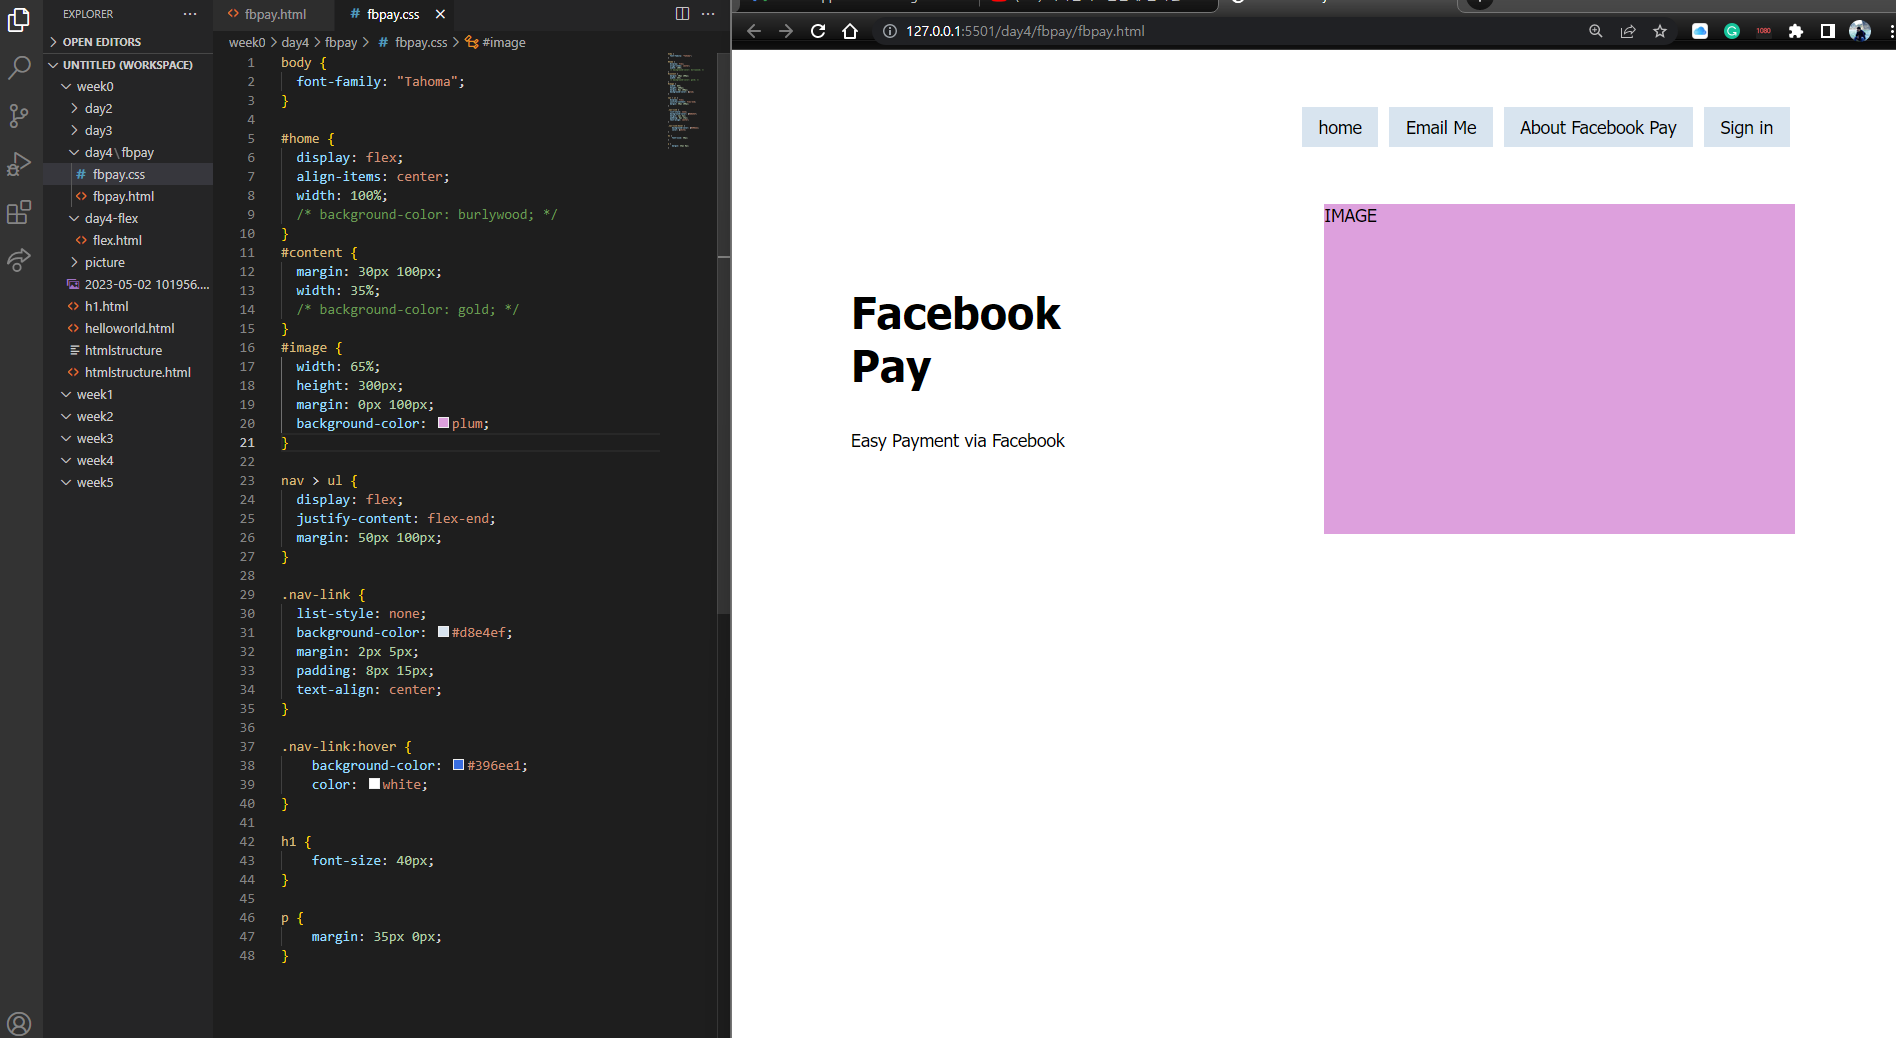 EXPLORER
OPEN EDITORS
UNTITLED (WORKSPACE)
week0
day2
day3
day4\fbpay
# fbpay.css
<> fbpay.html
day4-flex
<> flex.html
picture
2023-05-02 101956....
<> h1.html
<> helloworld.html
htmlstructure
<> htmlstructure.html
week1
week2
week3
week4
week5
<> fbpay.html
# fbpay.css
week0 > day4 > fbpay > # fbpay.css > #image
1 body {
2 font-family: "Tahoma";
3 }
4
5 #home {
6 display: flex;
7 align-items: center;
8 width: 100%;
9 /* background-color: burlywood; */
10 }
11 #content {
12 margin: 30px 100px;
13 width: 35%;
14 /* background-color: gold; */
15 }
16 #image {
17 width: 65%;
18 height: 300px;
19 margin: 0px 100px;
20 background-color: plum;
21 }
22
23 nav > ul {
24 display: flex;
25 justify-content: flex-end;
26 margin: 50px 100px;
27 }
28
29 .nav-link {
30 list-style: none;
31 background-color: #d8e4ef;
32 margin: 2px 5px;
33 padding: 8px 15px;
34 text-align: center;
35 }
36
37 .nav-link:hover {
38 background-color: #396ee1;
39 color: white;
40 }
41
42 h1 {
43 font-size: 40px;
44 }
45
46 p {
47 margin: 35px 0px;
48 }
127.0.0.1:5501/day4/fbpay/fbpay.html
1080
home
Email Me
About Facebook Pay
Sign in
IMAGE
Facebook
Pay
Easy Payment via Facebook